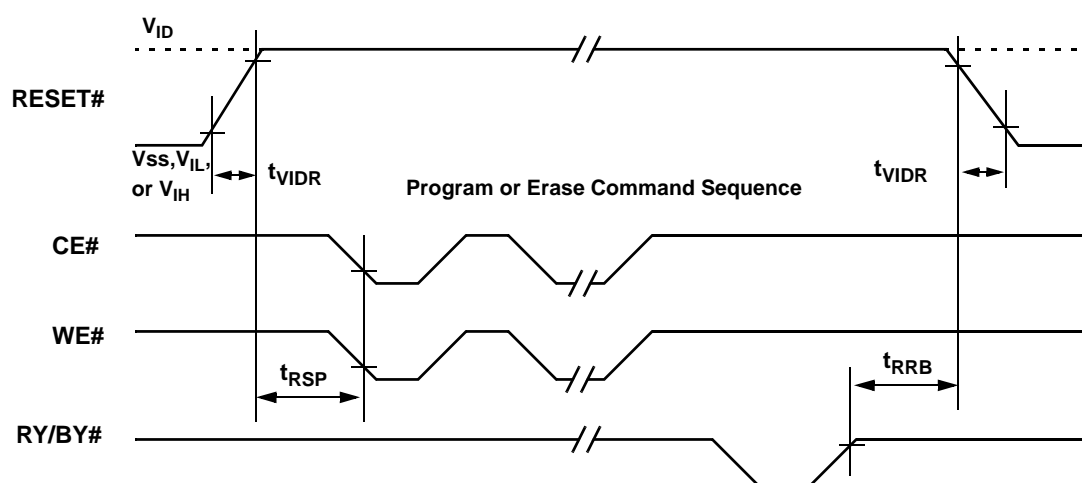 VID
RESET#
Vss,VIL,
or VIH
tVIDR
tVIDR
Program or Erase Command Sequence
CE#
WE#
tRSP
tRRB
RY/BY#